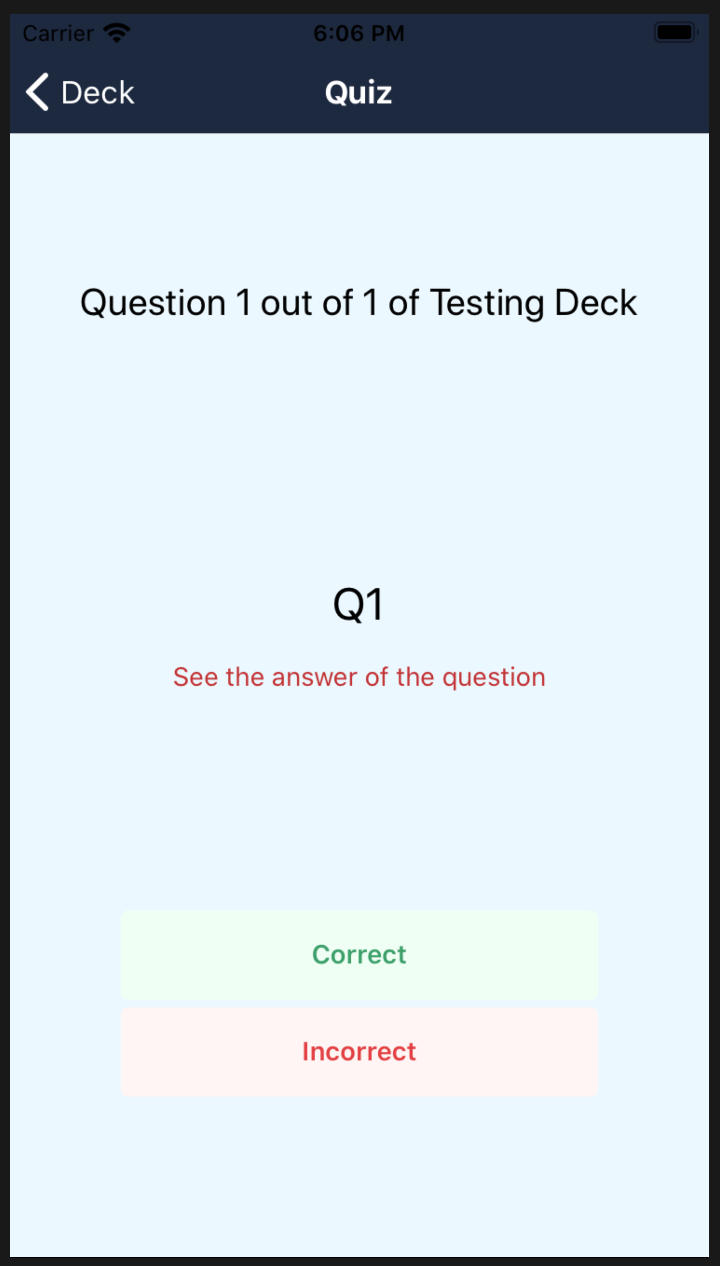 Carrier 6:06 PM
Deck Quiz
Question 1 out of 1 of Testing Deck
Q1
See the answer of the question
Correct
Incorrect